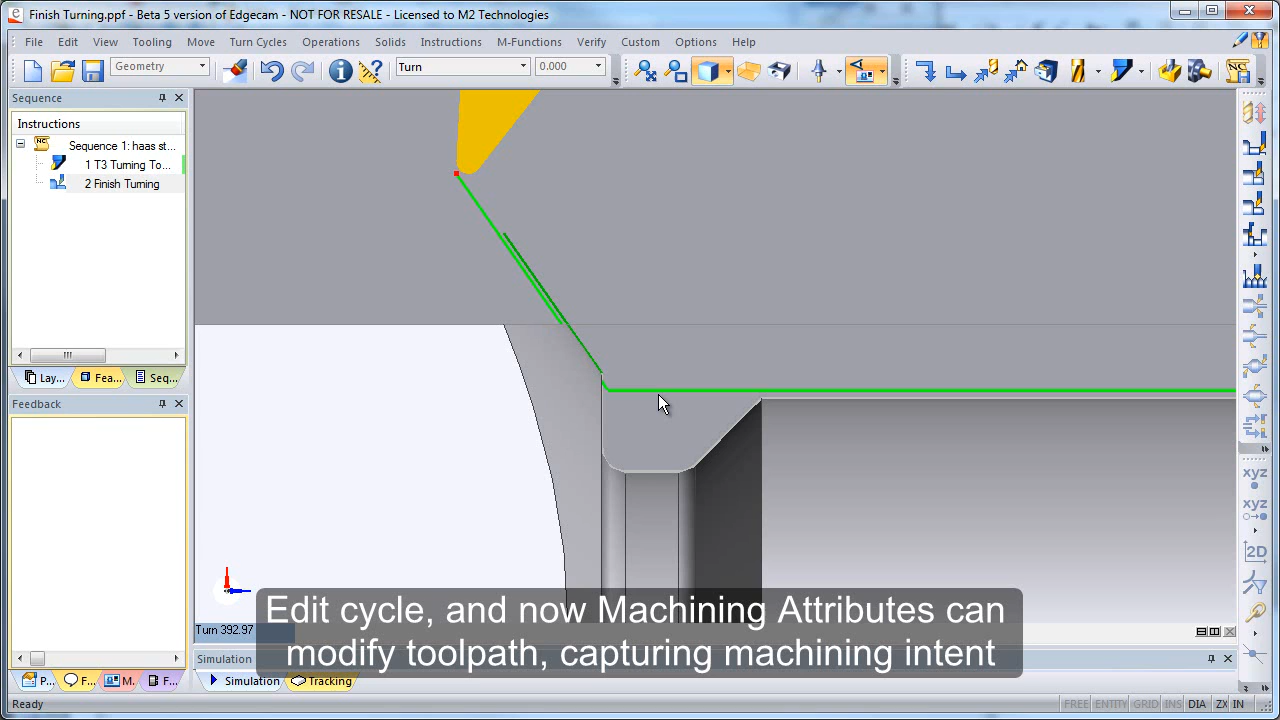 Finish Turning.ppf - Beta 5 version of Edgecam - NOT FOR RESALE - Licensed to M2 Technologies
File Edit View Tooling Move Turn Cycles Operations Solids Instructions M-Functions Verify Custom Options Help
Geometry Turn 0.000
Sequence
Instructions
Sequence 1: haas st...
1 T3 Turning To...
2 Finish Turning
Lay... Fea... Seq...
Feedback
xyz
xyz
2D
Edit cycle, and now Machining Attributes can
modify toolpath, capturing machining intent
Turn 392.97
Simulation
P... F... M... F... Simulation Tracking
Ready FREE ENTITY GRID INS DIA ZX IN